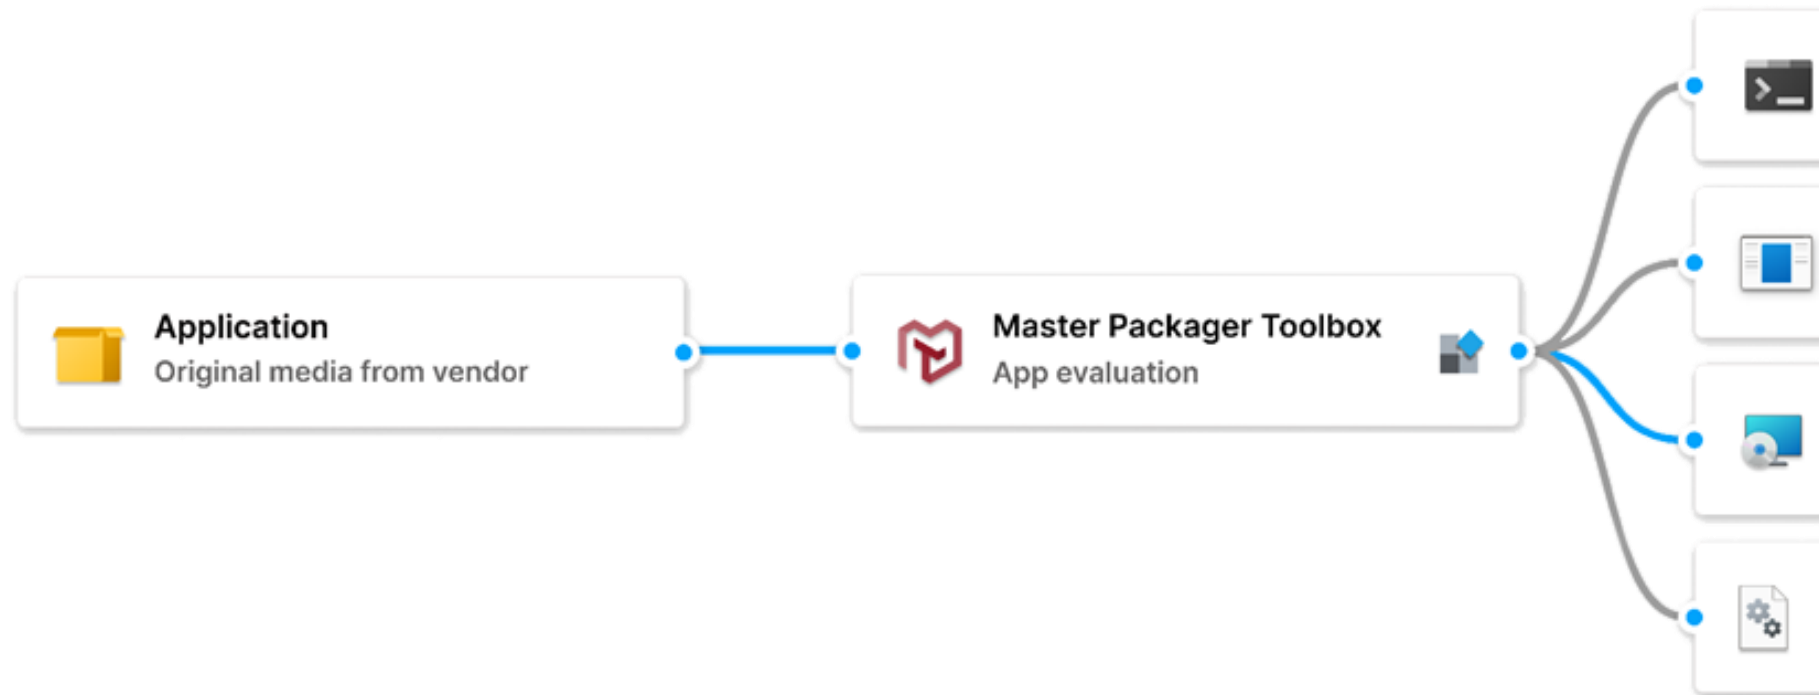 Application
Original media from vendor
Master Packager Toolbox
App evaluation